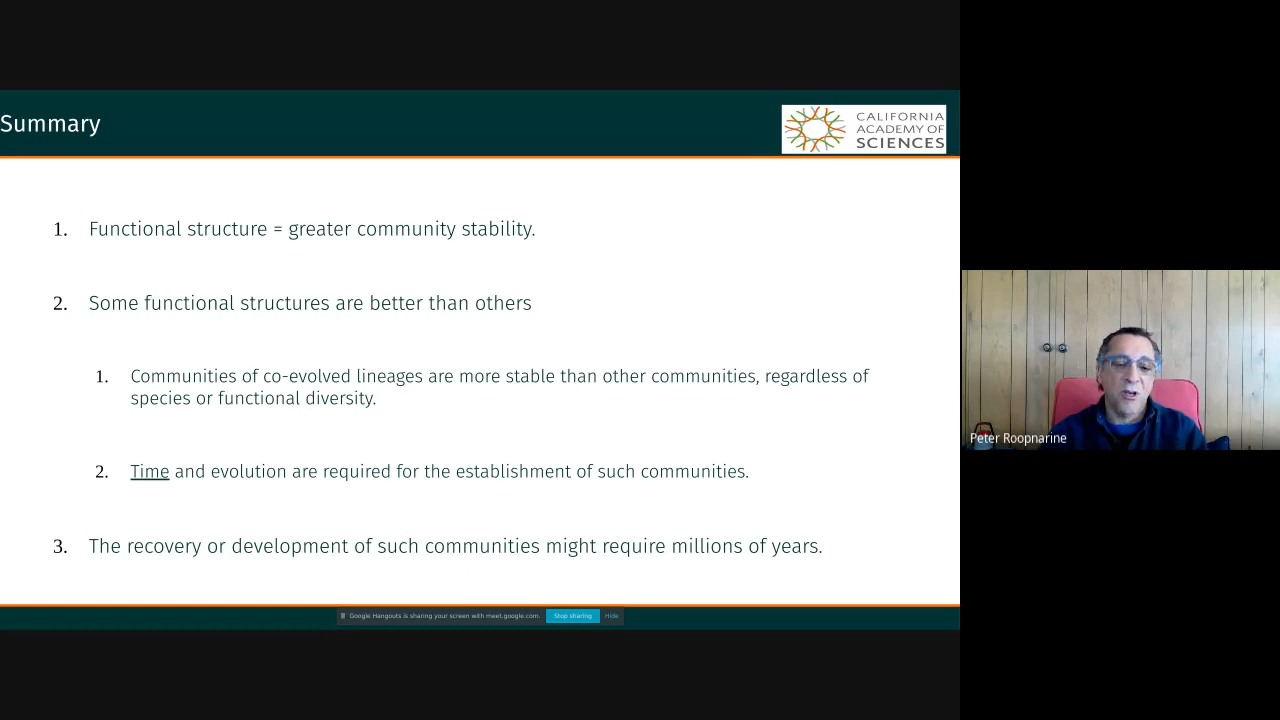 Summary
CALIFORNIA
ACADEMY OF
SCIENCES
1. Functional structure = greater community stability.
2. Some functional structures are better than others
1. Communities of co-evolved lineages are more stable than other communities, regardless of
species or functional diversity.
2. Time and evolution are required for the establishment of such communities.
3. The recovery or development of such communities might require millions of years.
Google Hangouts is sharing your screen with meet.google.com. Stop sharing Hide
Peter Roopnarine